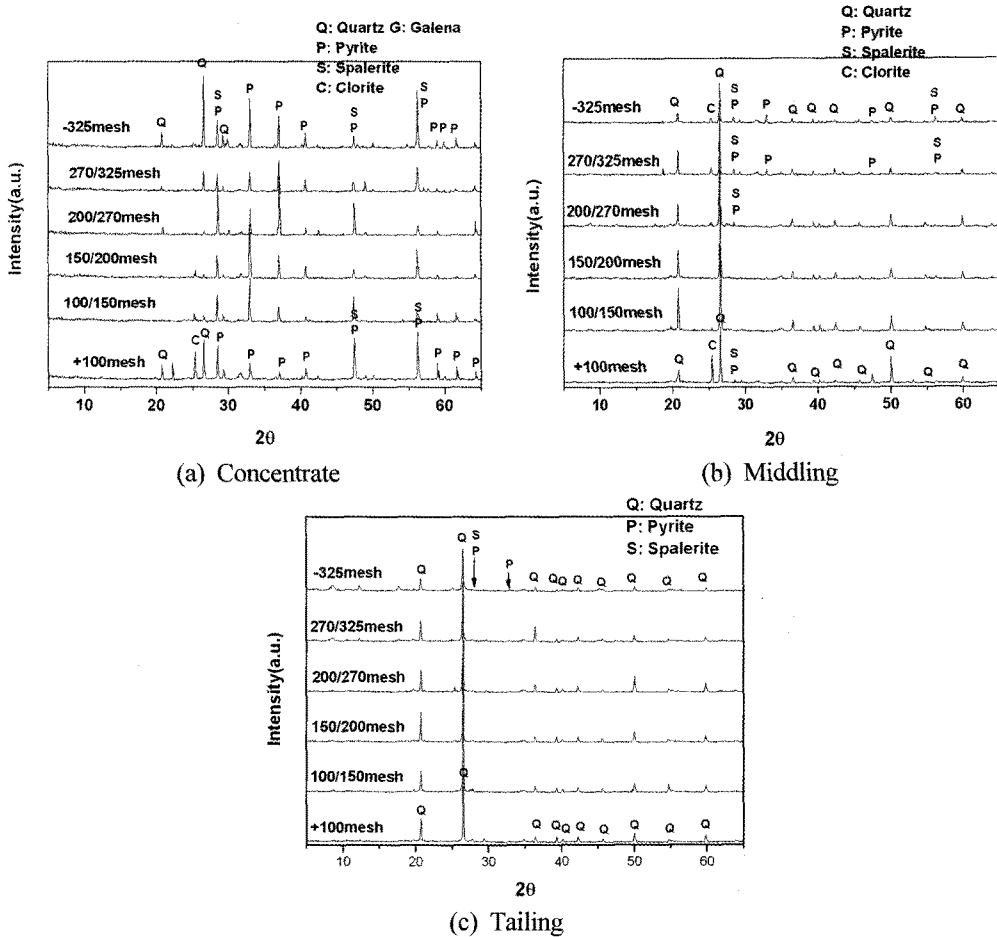 Q: Quartz G: Galena
P: Pyrite
S: Spalerite
C: Clorite
Q
S
P
P
P
S
P
S
P
Q
Q
P
P P P
-325mesh
270/325mesh
200/270mesh
150/200mesh
100/150mesh
+100mesh
S
P
S
P
Q
C
Q
P
P
P
P
P
P
P
Intensity(a.u.)
10 20 30 40 50 60
2θ
(a) Concentrate
Q: Quartz
P: Pyrite
S: Spalerite
C: Clorite
Q
Q
C
S
P
P
Q
Q
Q
P
Q
S
P
Q
-325mesh
S
P
P
P
S
P
270/325mesh
S
P
200/270mesh
150/200mesh
100/150mesh
Q
+100mesh
Q
C
S
P
Q
Q
Q
Q
Q
Q
Q
Intensity(a.u.)
10 20 30 40 50 60
2θ
(b) Middling
Q: Quartz
P: Pyrite
S: Spalerite
Q
Q
S
P
P
Q
Q
Q
Q
Q
Q
Q
Q
-325mesh
270/325mesh
200/270mesh
150/200mesh
100/150mesh
Q
+100mesh
Q
Q
Q
Q
Q
Q
Q
Q
Q
Intensity(a.u.)
10 20 30 40 50 60
2θ
(c) Tailing